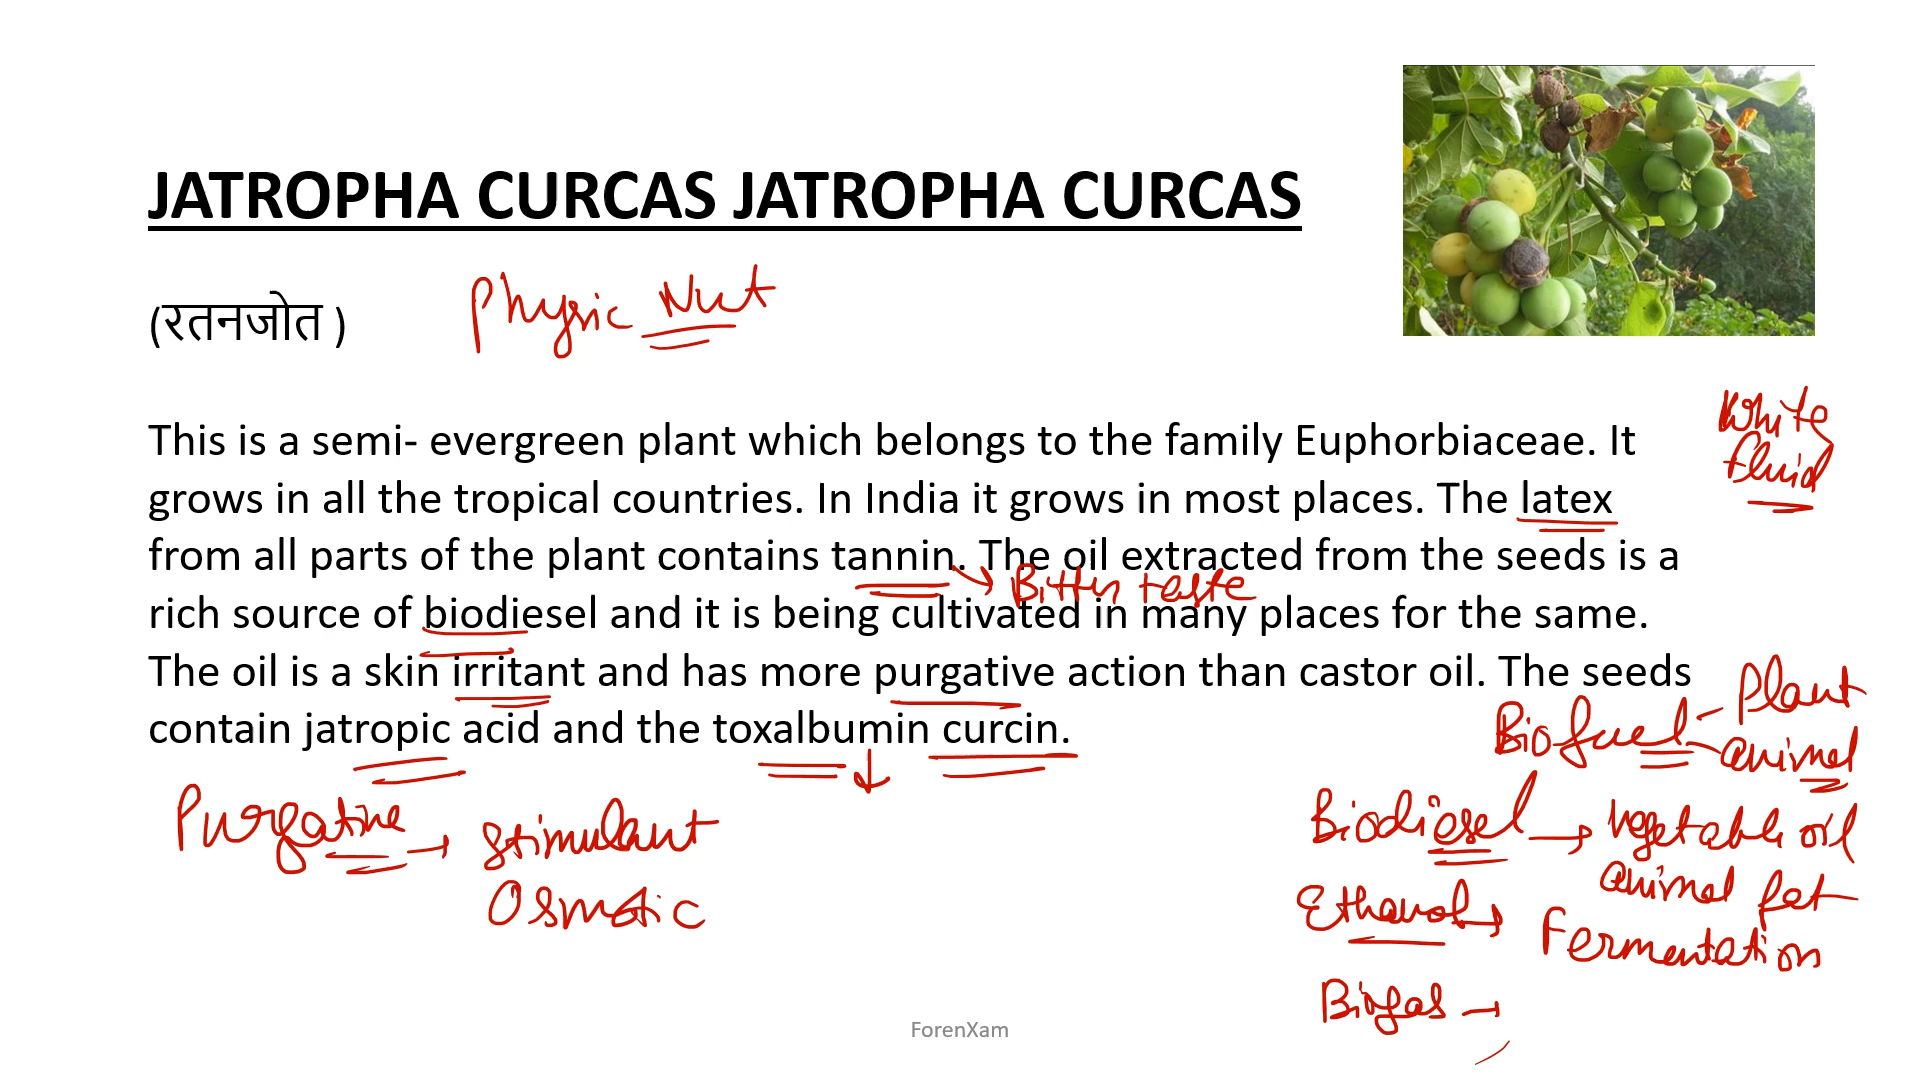 JATROPHA CURCAS JATROPHA CURCAS
(रतनजोत )
Physic Nut
This is a semi- evergreen plant which belongs to the family Euphorbiaceae. It
grows in all the tropical countries. In India it grows in most places. The latex
from all parts of the plant contains tannin. The oil extracted from the seeds is a
rich source of biodiesel and it is being cultivated in many places for the same.
The oil is a skin irritant and has more purgative action than castor oil. The seeds
contain jatropic acid and the toxalbumin curcin.
White
fluid
Bitter taste
Purgative → Stimulant
Osmotic
Biofuel - Plant
animal
Biodiesel → Vegetable oil
animal fat
Ethanol → Fermentation
Biogas →
ForenXam